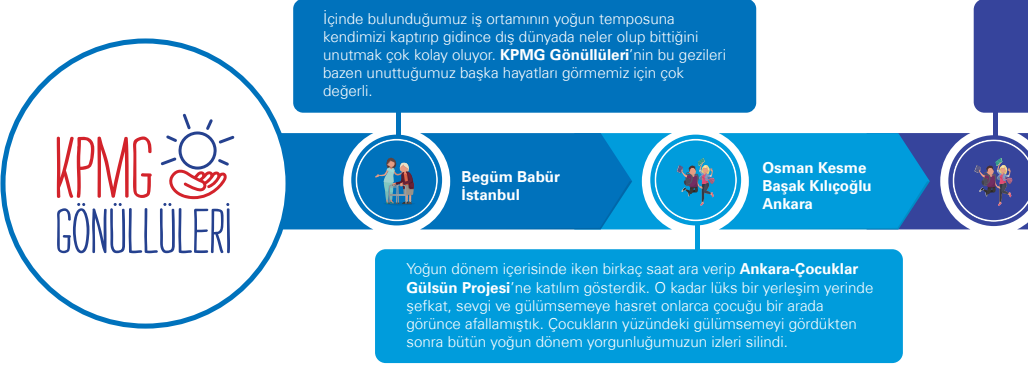 İçinde bulunduğumuz iş ortamının yoğun temposuna
kendimizi kaptırıp gidince dış dünyada neler olup bittiğini
unutmak çok kolay oluyor. KPMG Gönüllüleri'nin bu gezileri
bazen unuttuğumuz başka hayatları görmemiz için çok
değerli.
KPMG
GÖNÜLLÜLERİ
Begüm Babür
İstanbul
Osman Kesme
Başak Kılıçoğlu
Ankara
Yoğun dönem içerisinde iken birkaç saat ara verip Ankara-Çocuklar
Gülsün Projesi'ne katılım gösterdik. O kadar lüks bir yerleşim yerinde
şefkat, sevgi ve gülümsemeye hasret onlarca çocuğu bir arada
görünce afallamıştık. Çocukların yüzündeki gülümsemeyi gördükten
sonra bütün yoğun dönem yorgunluğumuzun izleri silindi.